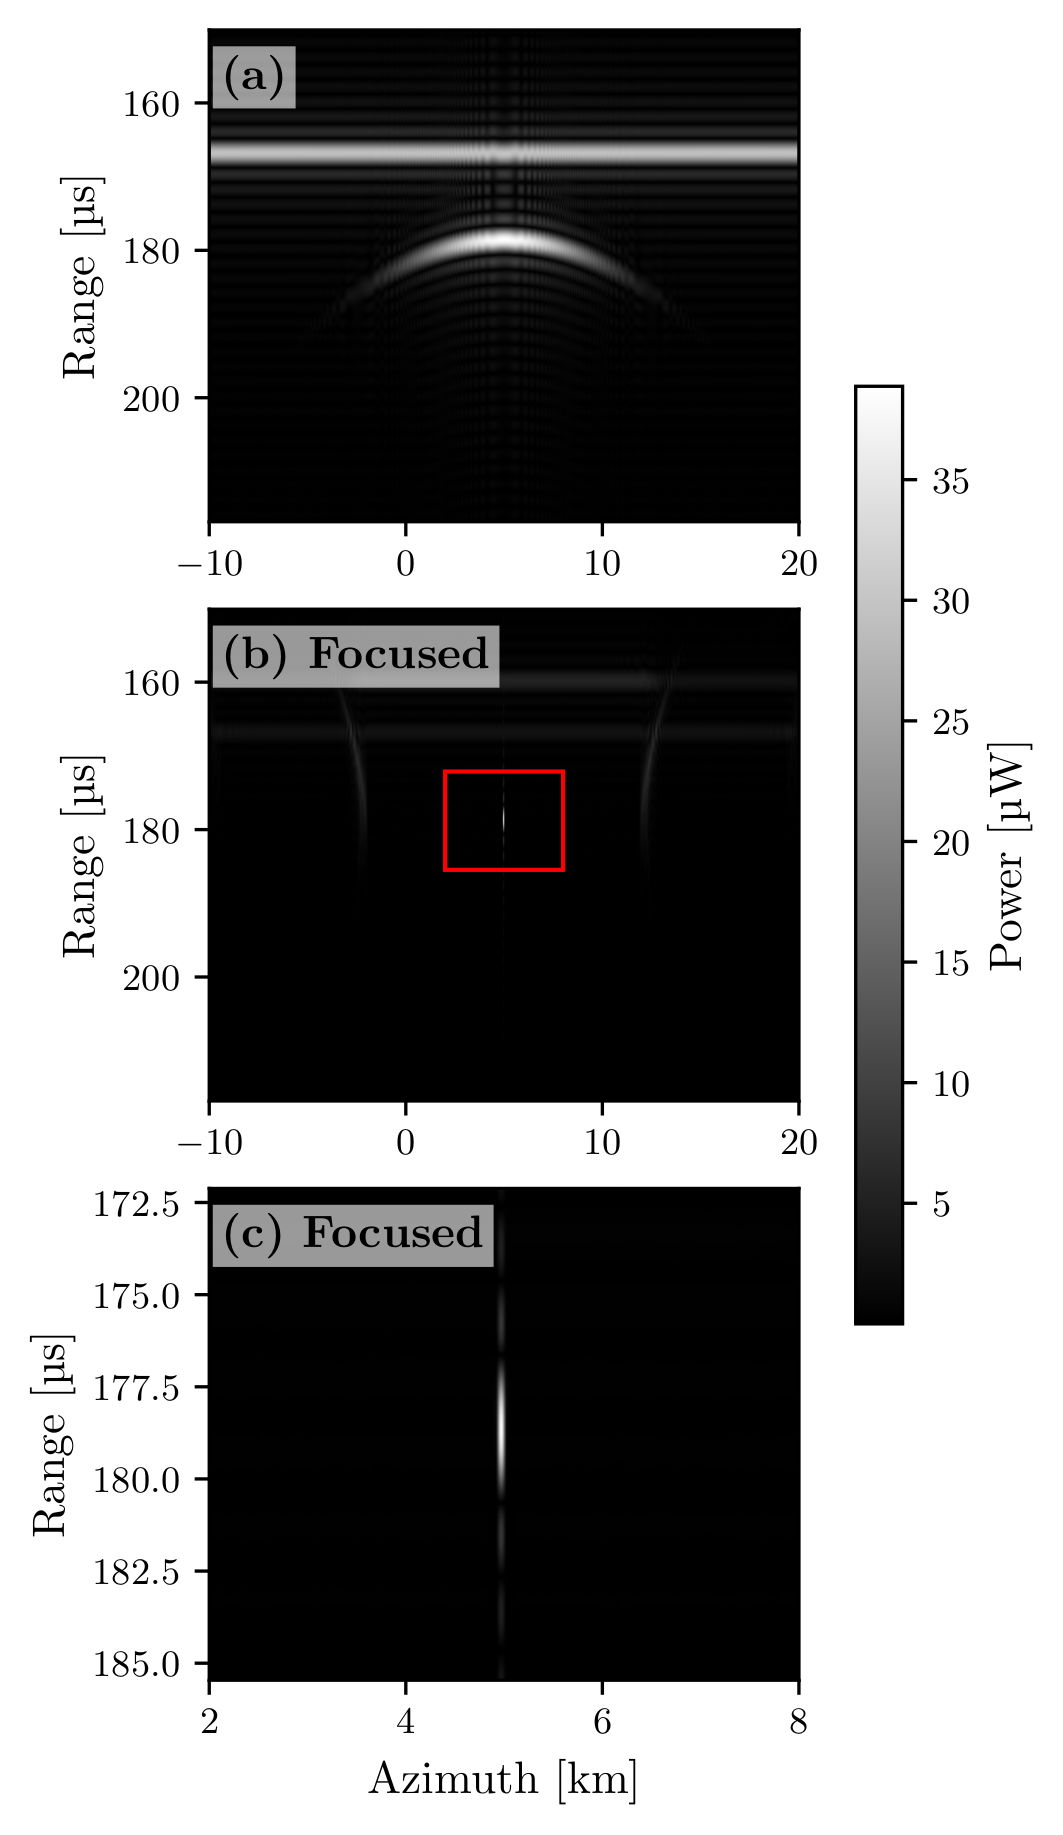 (a)
160
180
200
Range [µs]
−10 0 10 20
(b) Focused
160
180
200
Range [µs]
−10 0 10 20
(c) Focused
172.5
175.0
177.5
180.0
182.5
185.0
Range [µs]
2 4 6 8
Azimuth [km]
35
30
25
20
15
10
5
Power [µW]